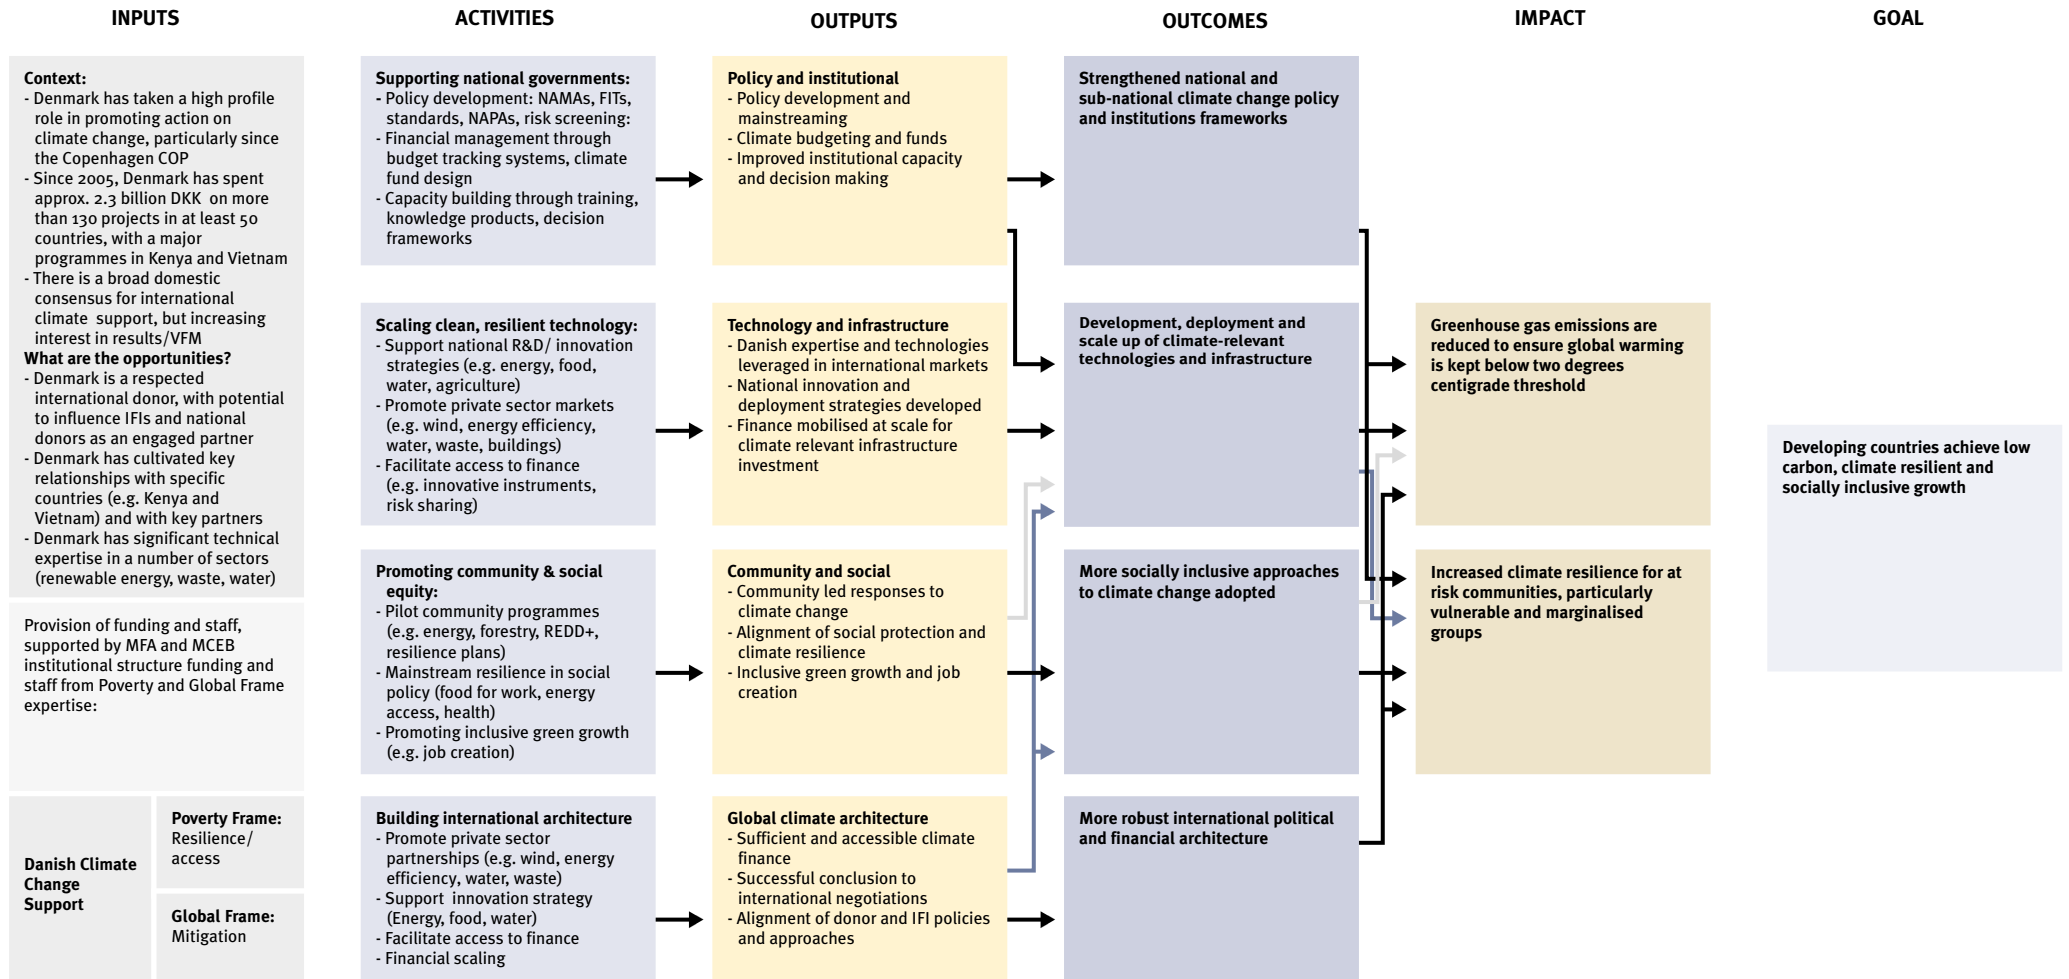 INPUTS
ACTIVITIES
OUTPUTS
OUTCOMES
IMPACT
GOAL
Context:
- Denmark has taken a high profile
role in promoting action on
climate change, particularly since
the Copenhagen COP
- Since 2005, Denmark has spent
approx. 2.3 billion DKK on more
than 130 projects in at least 50
countries, with a major
programmes in Kenya and Vietnam
- There is a broad domestic
consensus for international
climate support, but increasing
interest in results/VFM
What are the opportunities?
- Denmark is a respected
international donor, with potential
to influence IFIs and national
donors as an engaged partner
- Denmark has cultivated key
relationships with specific
countries (e.g. Kenya and
Vietnam) and with key partners
- Denmark has significant technical
expertise in a number of sectors
(renewable energy, waste, water)
Provision of funding and staff,
supported by MFA and MCEB
institutional structure funding and
staff from Poverty and Global Frame
expertise:
Danish Climate
Change
Support
Poverty Frame:
Resilience/
access
Global Frame:
Mitigation
Supporting national governments:
- Policy development: NAMAs, FITs,
standards, NAPAs, risk screening:
- Financial management through
budget tracking systems, climate
fund design
- Capacity building through training,
knowledge products, decision
frameworks
Scaling clean, resilient technology:
- Support national R&D/ innovation
strategies (e.g. energy, food,
water, agriculture)
- Promote private sector markets
(e.g. wind, energy efficiency,
water, waste, buildings)
- Facilitate access to finance
(e.g. innovative instruments,
risk sharing)
Promoting community & social
equity:
- Pilot community programmes
(e.g. energy, forestry, REDD+,
resilience plans)
- Mainstream resilience in social
policy (food for work, energy
access, health)
- Promoting inclusive green growth
(e.g. job creation)
Building international architecture
- Promote private sector
partnerships (e.g. wind, energy
efficiency, water, waste)
- Support innovation strategy
(Energy, food, water)
- Facilitate access to finance
- Financial scaling
Policy and institutional
- Policy development and
mainstreaming
- Climate budgeting and funds
- Improved institutional capacity
and decision making
Technology and infrastructure
- Danish expertise and technologies
leveraged in international markets
- National innovation and
deployment strategies developed
- Finance mobilised at scale for
climate relevant infrastructure
investment
Community and social
- Community led responses to
climate change
- Alignment of social protection and
climate resilience
- Inclusive green growth and job
creation
Global climate architecture
- Sufficient and accessible climate
finance
- Successful conclusion to
international negotiations
- Alignment of donor and IFI policies
and approaches
Strengthened national and
sub-national climate change policy
and institutions frameworks
Development, deployment and
scale up of climate-relevant
technologies and infrastructure
More socially inclusive approaches
to climate change adopted
More robust international political
and financial architecture
Greenhouse gas emissions are
reduced to ensure global warming
is kept below two degrees
centigrade threshold
Increased climate resilience for at
risk communities, particularly
vulnerable and marginalised
groups
Developing countries achieve low
carbon, climate resilient and
socially inclusive growth